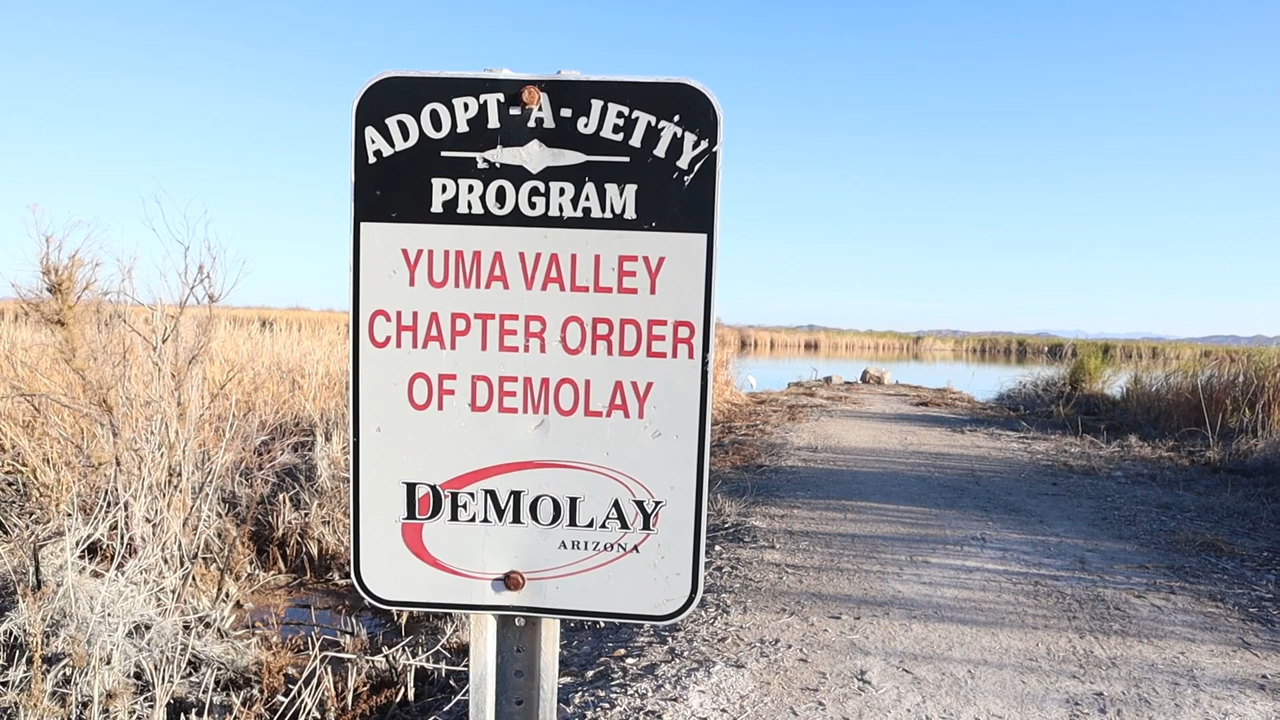 ADOPT-A-JETTY
PROGRAM
YUMA VALLEY
CHAPTER ORDER
OF DEMOLAY
DEMOLAY
ARIZONA